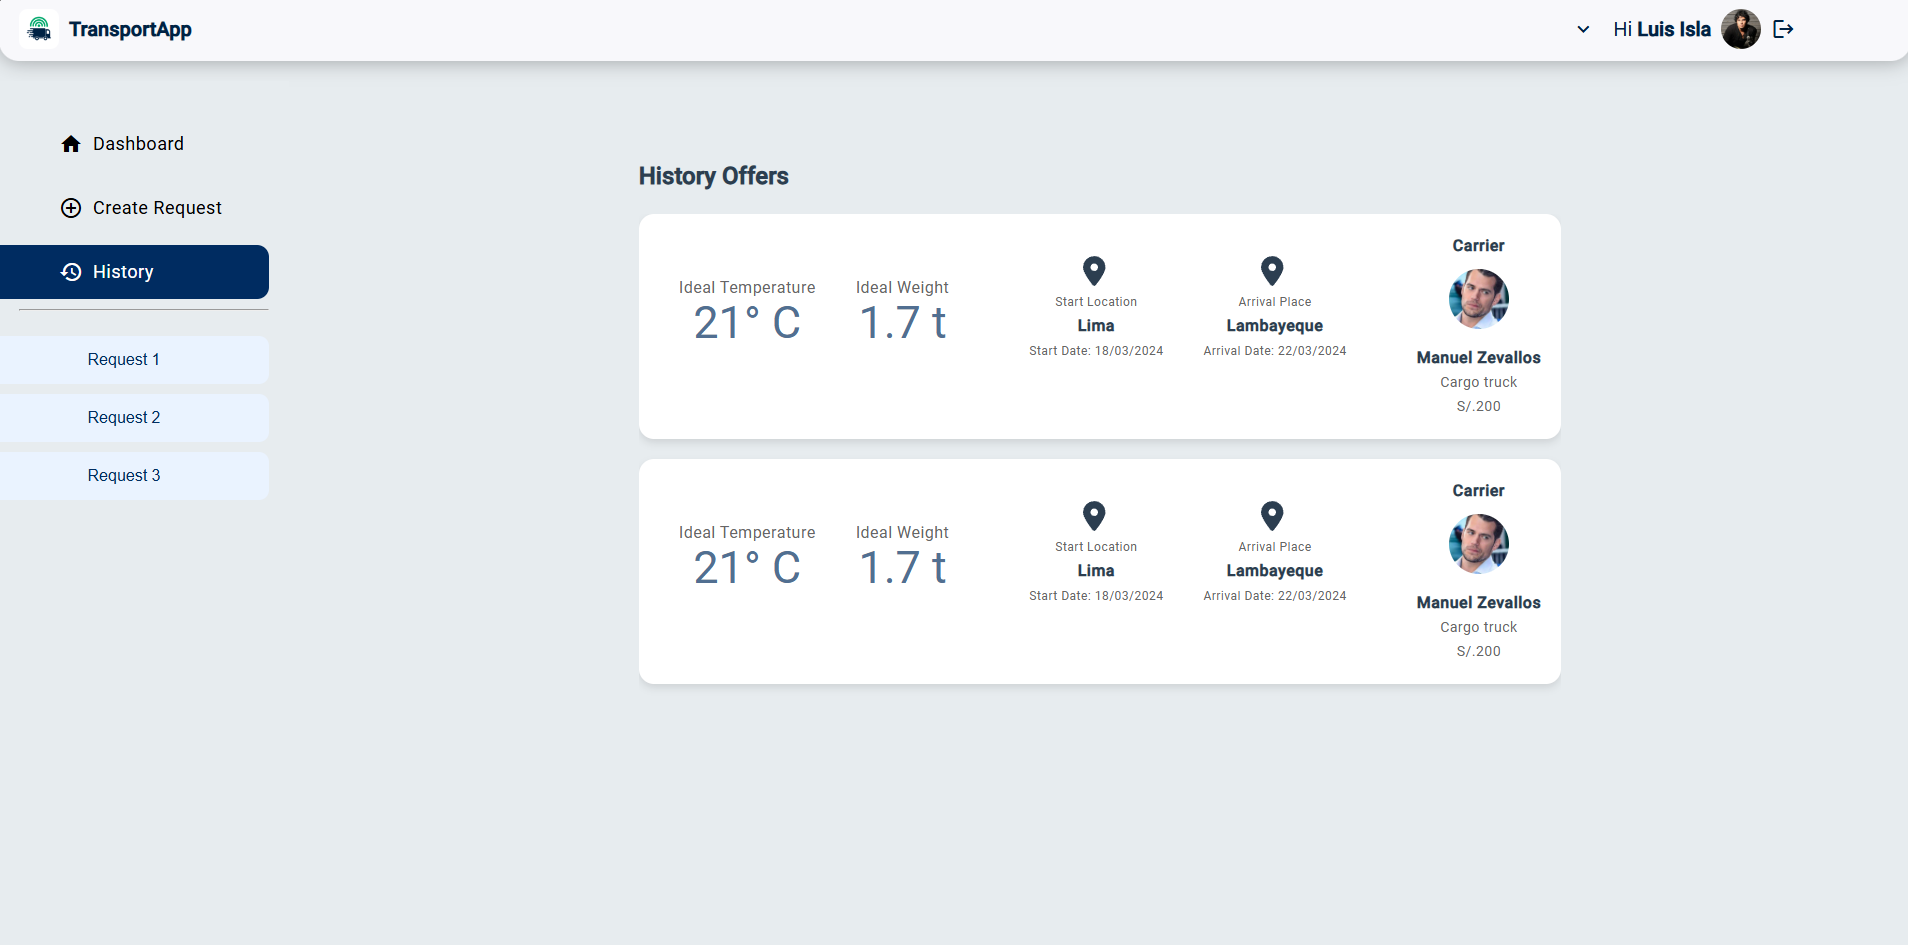 TransportApp
Hi Luis Isla
Dashboard
Create Request
History
Request 1
Request 2
Request 3
History Offers
Ideal Temperature
21° C
Ideal Weight
1.7 t
Start Location
Lima
Start Date: 18/03/2024
Arrival Place
Lambayeque
Arrival Date: 22/03/2024
Carrier
Manuel Zevallos
Cargo truck
S/.200
Ideal Temperature
21° C
Ideal Weight
1.7 t
Start Location
Lima
Start Date: 18/03/2024
Arrival Place
Lambayeque
Arrival Date: 22/03/2024
Carrier
Manuel Zevallos
Cargo truck
S/.200